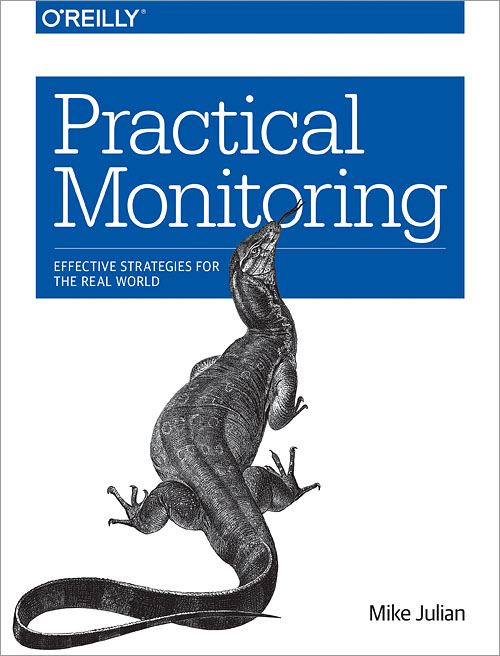 O'REILLY®
Practical
Monitoring
EFFECTIVE STRATEGIES FOR
THE REAL WORLD
Mike Julian